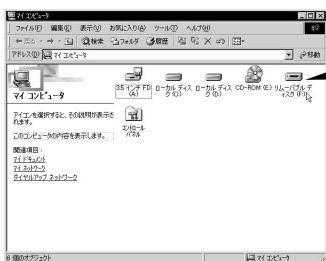 マイ コンピュータ
ファイル(F) 編集(E) 表示(V) お気に入り(A) ツール(T) ヘルプ(H)
戻る 検索 フォルダ 履歴
アドレス(D) マイ コンピュータ 移動
マイ コンピュータ
アイコンを選択すると、その説明が表示さ
れます。
このコンピュータの内容を表示します。
関連項目:
マイ ドキュメント
マイ ネットワーク
ダイヤルアップ ネットワーク
3.5 インチ FD
(A)
ローカル ディス
ク (C)
ローカル ディス
ク (D)
CD-ROM (E)
リムーバブル デ
ィスク (F)
コントロール
パネル
6 個のオブジェクト
マイ コンピュータ